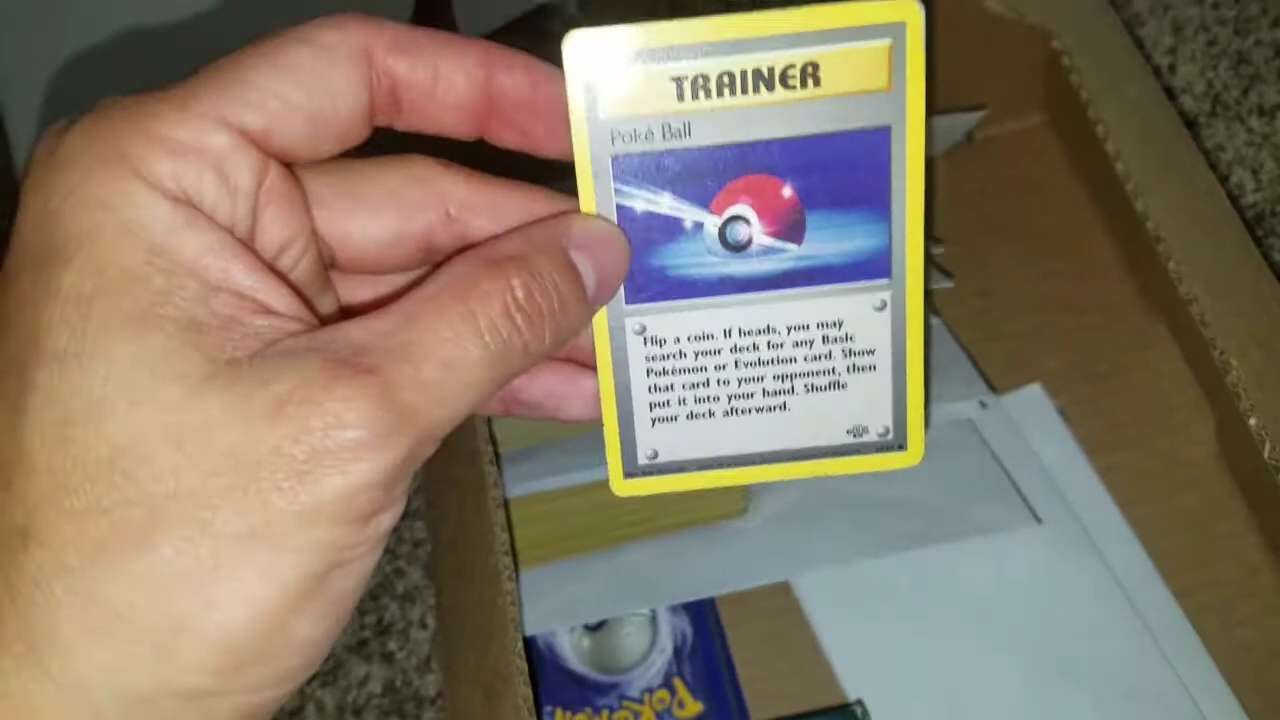 TRAINER
Poké Ball
Flip a coin. If heads, you may
search your deck for any Basic
Pokémon or Evolution card. Show
that card to your opponent, then
put it into your hand. Shuffle
your deck afterward.
POKéMON